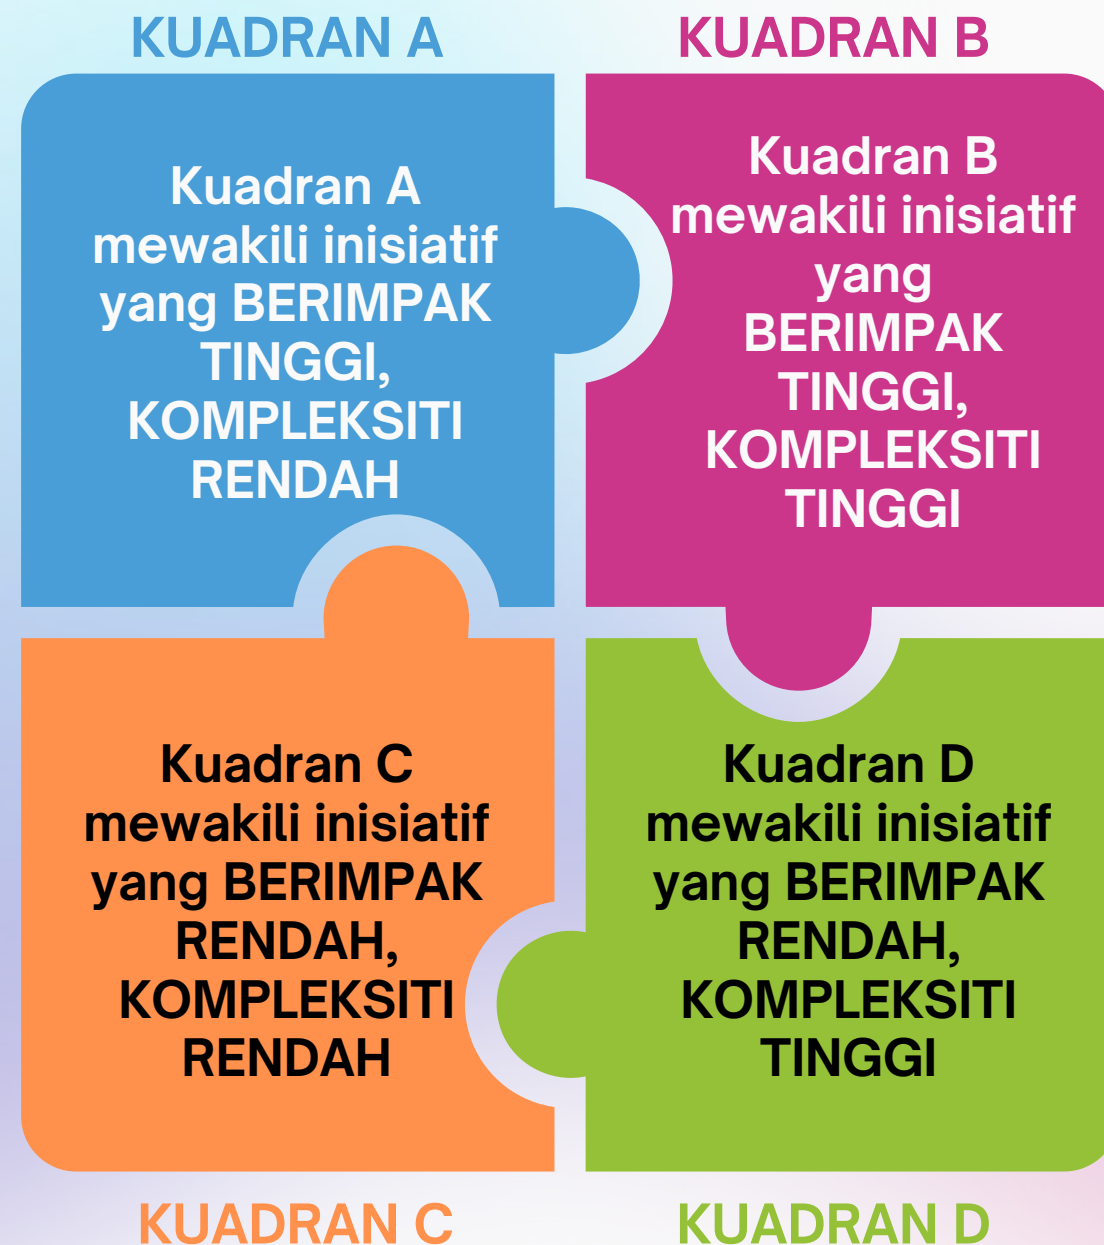 KUADRAN A
Kuadran A
mewakili inisiatif
yang BERIMPAK
TINGGI,
KOMPLEKSITI
RENDAH
KUADRAN B
Kuadran B
mewakili inisiatif
yang
BERIMPAK
TINGGI,
KOMPLEKSITI
TINGGI
Kuadran C
mewakili inisiatif
yang BERIMPAK
RENDAH,
KOMPLEKSITI
RENDAH
KUADRAN C
Kuadran D
mewakili inisiatif
yang BERIMPAK
RENDAH,
KOMPLEKSITI
TINGGI
KUADRAN D